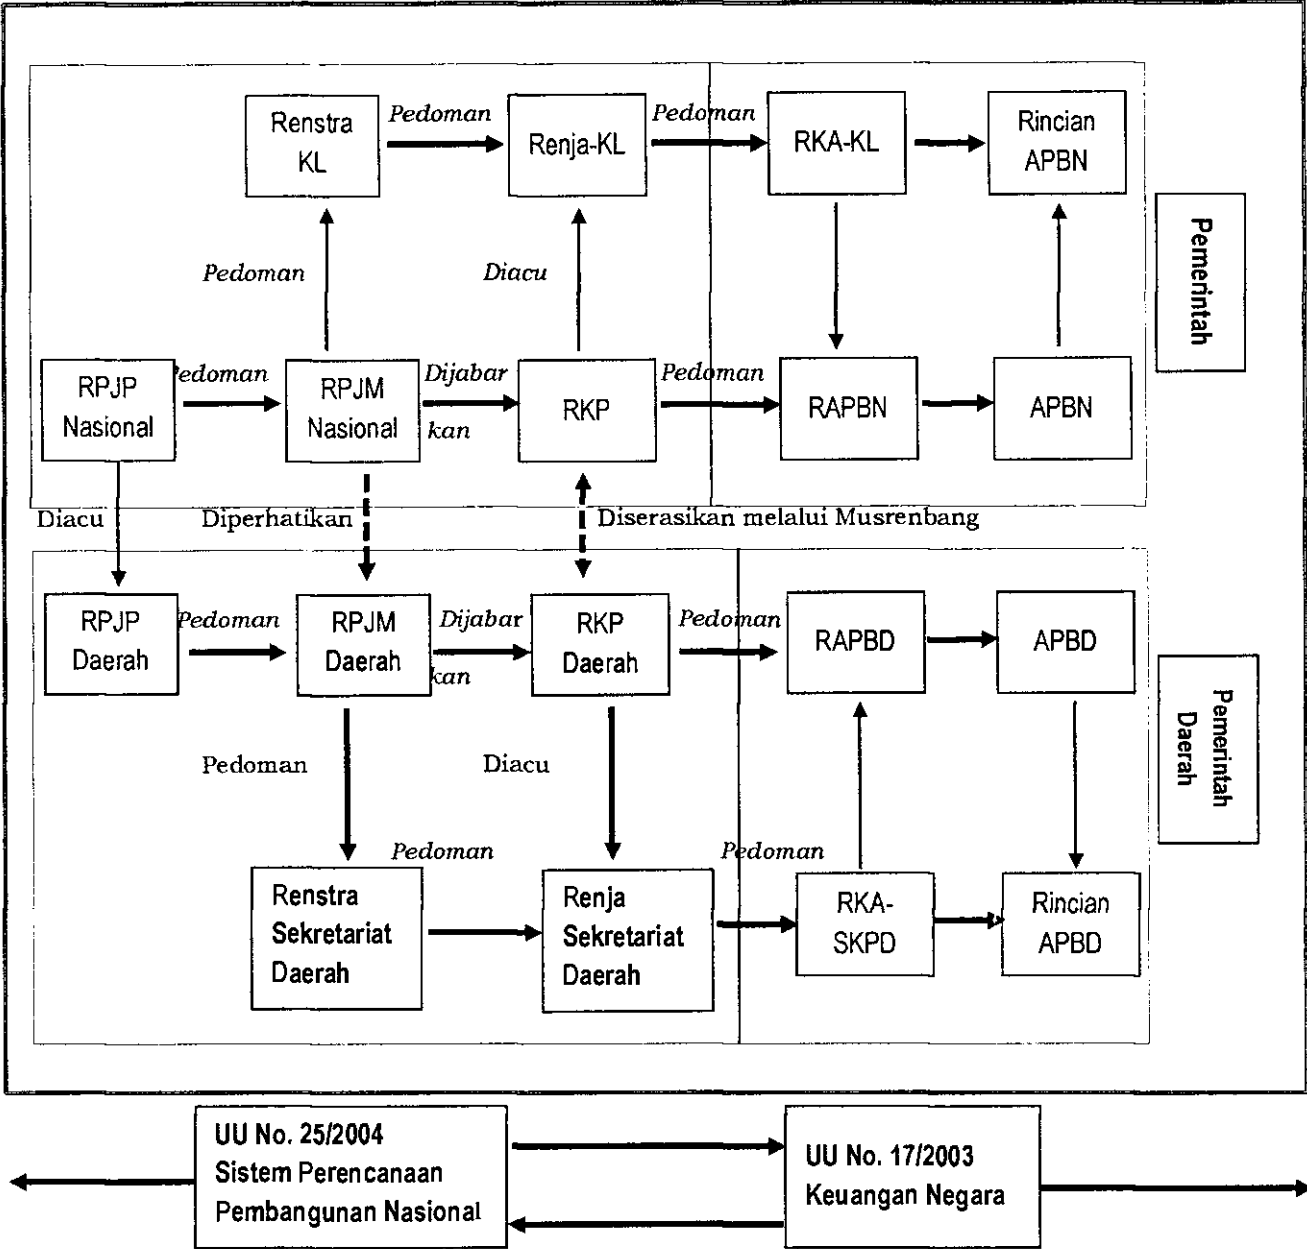 Renstra
KL
Pedoman
Renja-KL
Pedoman
RKA-KL
Rincian
APBN
Pemerintah
Pedoman
Diacu
RPJP
Nasional
Pedoman
RPJM
Nasional
Dijabar
kan
RKP
Pedoman
RAPBN
APBN
Diacu
Diperhatikan
Diserasikan melalui Musrenbang
RPJP
Daerah
Pedoman
RPJM
Daerah
Dijabar
kan
RKP
Daerah
Pedoman
RAPBD
APBD
Pemerintah
Daerah
Pedoman
Diacu
Pedoman
Pedoman
Renstra
Sekretariat
Daerah
Renja
Sekretariat
Daerah
RKA-
SKPD
Rincian
APBD
UU No. 25/2004
Sistem Perencanaan
Pembangunan Nasional
UU No. 17/2003
Keuangan Negara